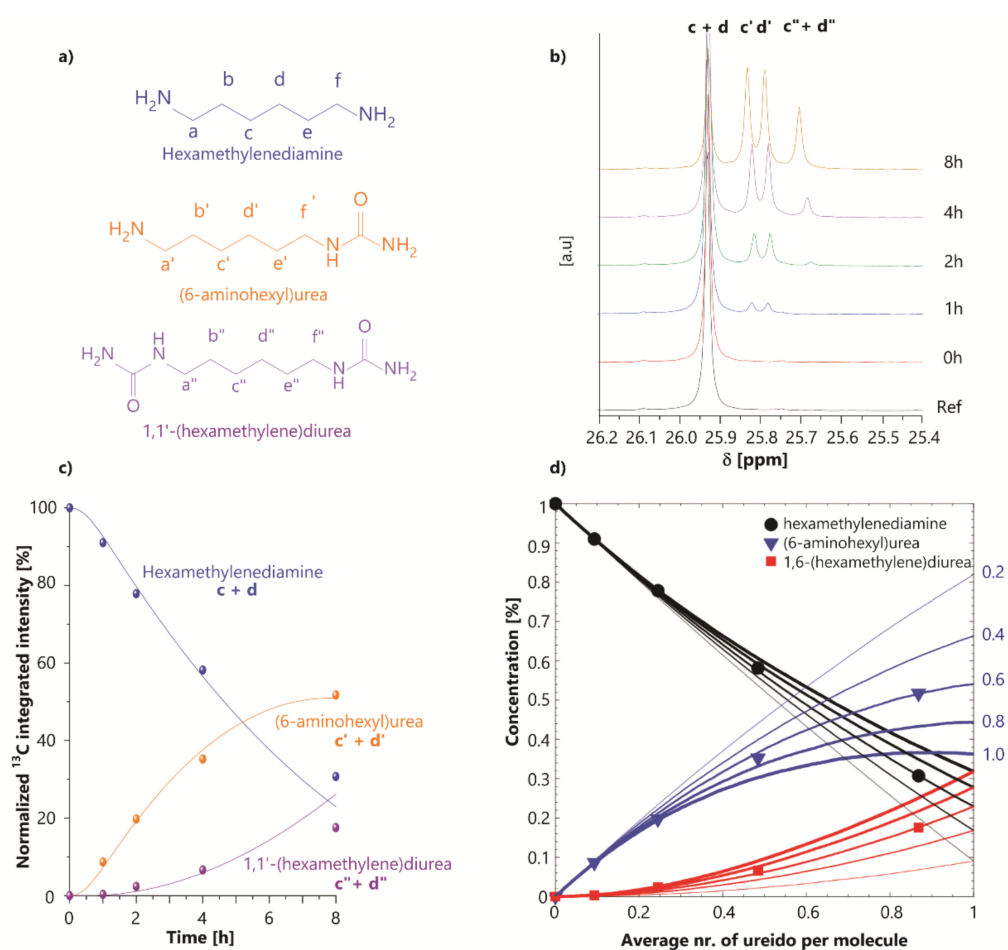 a)
b
d
f
H₂N
NH₂
a
c
e
Hexamethylenediamine
b'
d'
f '
O
H₂N
N
H
NH₂
a'
c'
e'
(6-aminohexyl)urea
H
b"
d"
f"
O
H₂N
N
N
H
NH₂
O
a"
c"
e"
1,1'-(hexamethylene)diurea
b)
c + d c' d' c"+ d"
[a.u]
8h
4h
2h
1h
0h
Ref
26.2 26.1 26.0 25.9 25.8 25.7 25.6 25.5 25.4
δ [ppm]
c)
Normalized ¹³C integrated intensity [%]
100
80
60
40
20
0
Hexamethylenediamine
c + d
(6-aminohexyl)urea
c' + d'
1,1'-(hexamethylene)diurea
c"+ d"
0 2 4 6 8
Time [h]
d)
Concentration [%]
1
0.9
0.8
0.7
0.6
0.5
0.4
0.3
0.2
0.1
0
hexamethylenediamine
(6-aminohexyl)urea
1,6-(hexamethylene)diurea
0.2
0.4
0.6
0.8
1.0
0 0.2 0.4 0.6 0.8 1
Average nr. of ureido per molecule